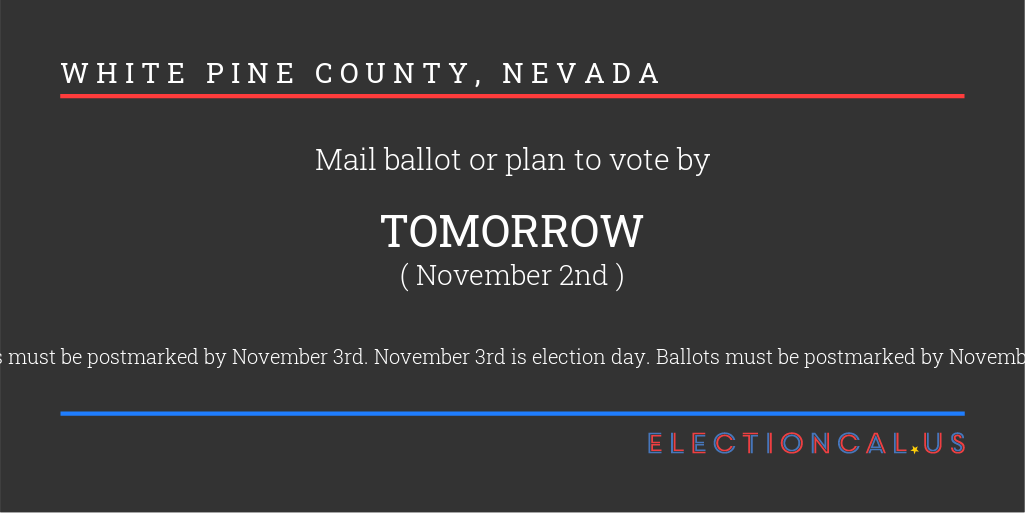 WHITE PINE COUNTY, NEVADA
Mail ballot or plan to vote by
TOMORROW
( November 2nd )
must be postmarked by November 3rd. November 3rd is election day. Ballots must be postmarked by
ELECTIONCAL.US